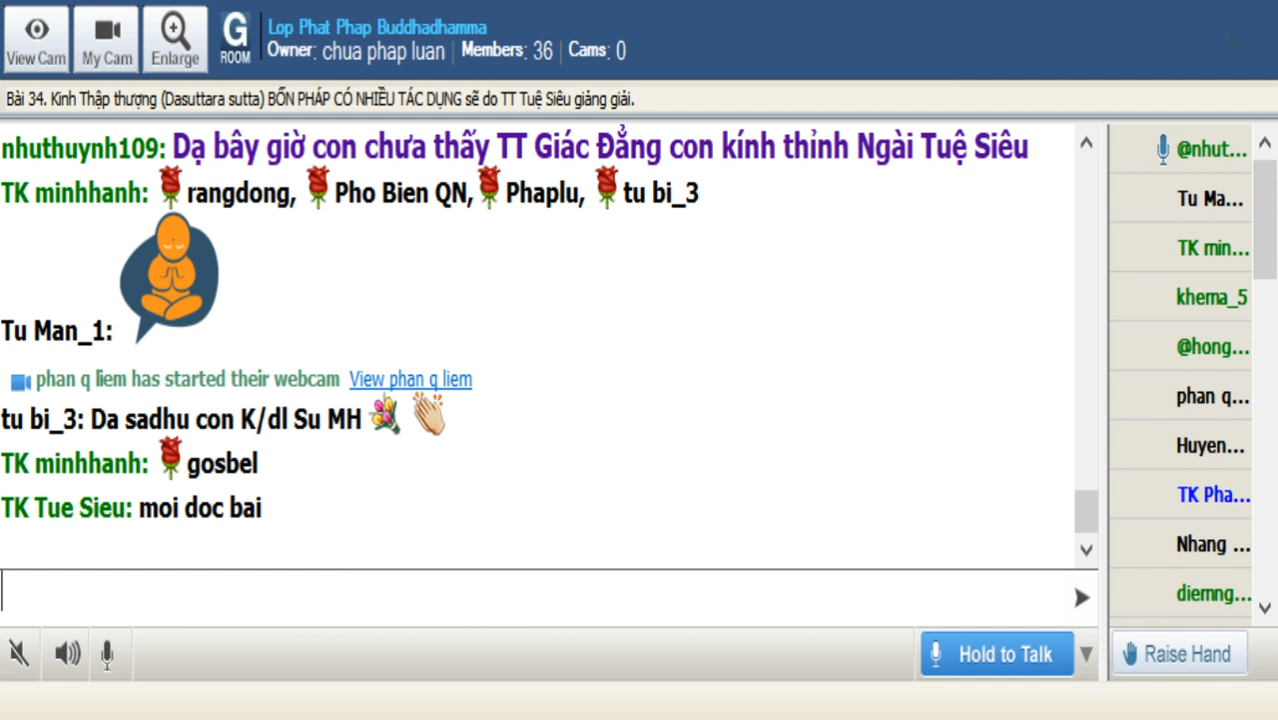 View Cam
My Cam
Enlarge
G
ROOM
Lop Phat Phap Buddhadhamma
Owner: chua phap luan | Members: 36 | Cams: 0
Bài 34. Kinh Thập thượng (Dasuttara sutta) BỐN PHÁP CÓ NHIỀU TÁC DỤNG sẽ do TT Tuệ Siêu giảng giải.
nhuthuynh109: Dạ bây giờ con chưa thấy TT Giác Đẳng con kính thỉnh Ngài Tuệ Siêu
TK minhhanh: rangdong, Pho Bien QN, Phaplu, tu bi_3
Tu Man_1:
phan q liem has started their webcam View phan q liem
tu bi_3: Da sadhu con K/dl Su MH
TK minhhanh: gosbel
TK Tue Sieu: moi doc bai
@nhut...
Tu Ma...
TK min...
khema_5
@hong...
phan q...
Huyen...
TK Pha...
Nhang ...
diemng...
Hold to Talk
Raise Hand